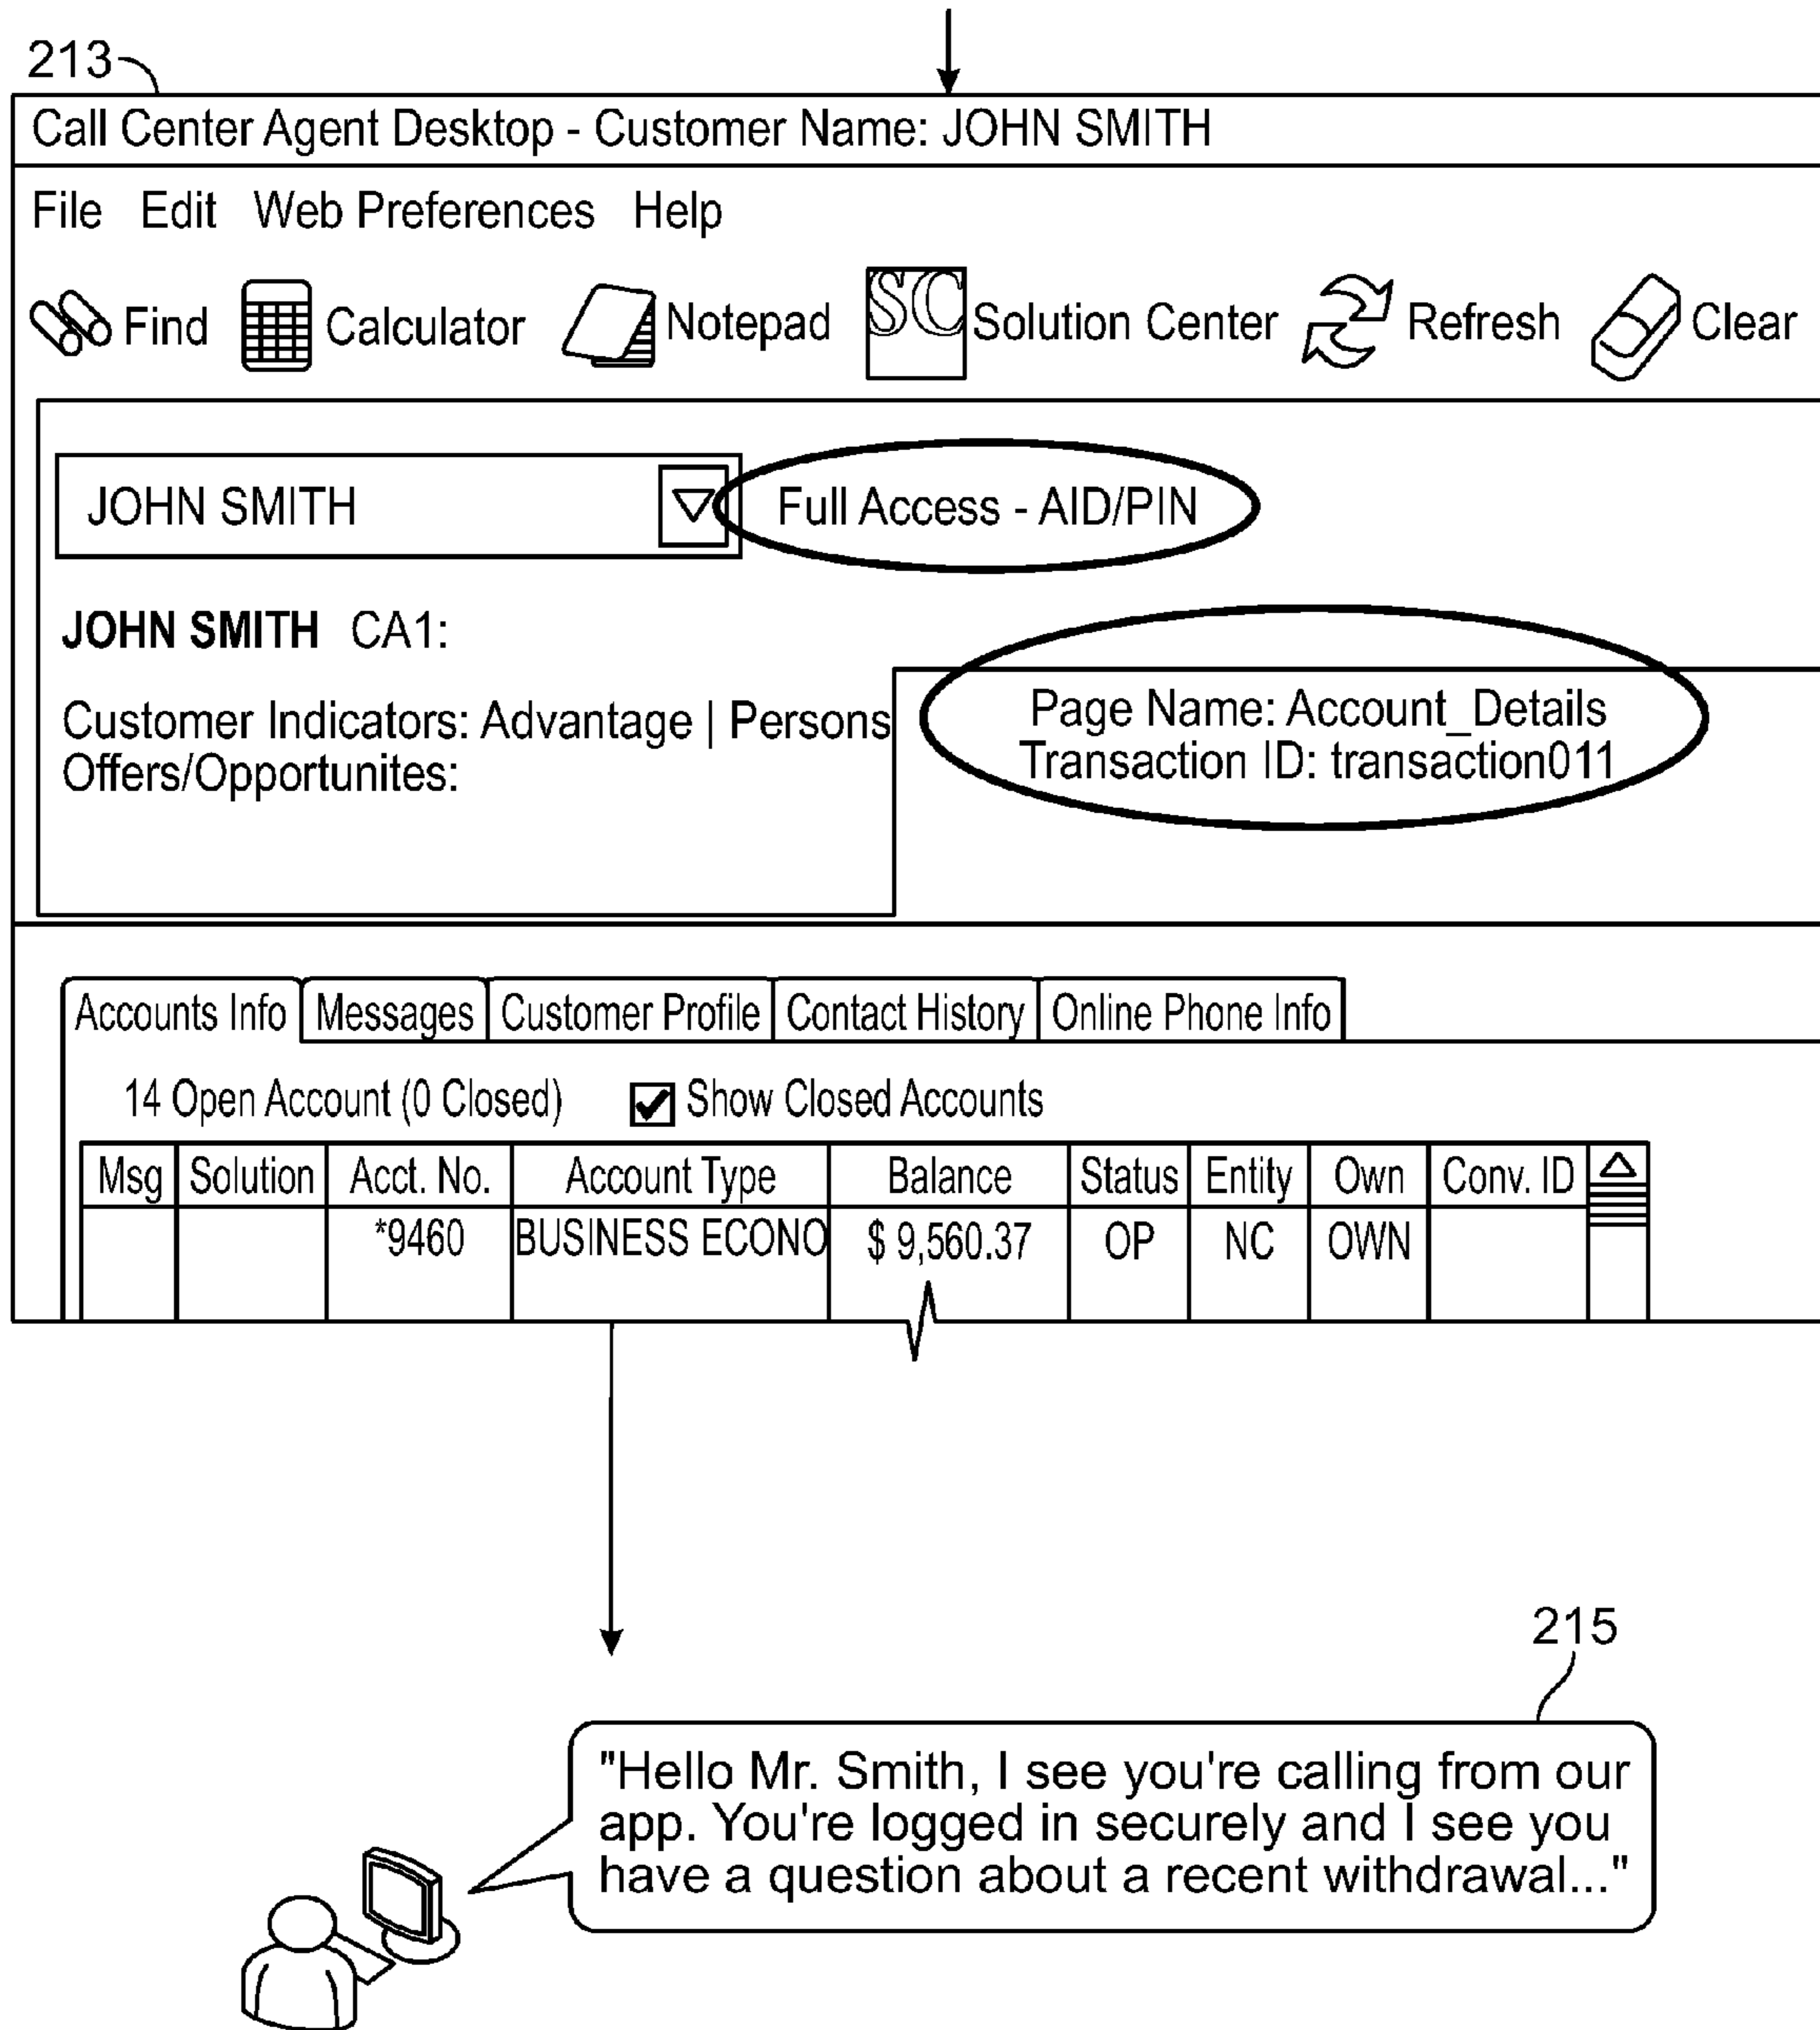 213
Call Center Agent Desktop - Customer Name: JOHN SMITH
File Edit Web Preferences Help
Find Calculator Notepad SC Solution Center Refresh Clear
JOHN SMITH Full Access - AID/PIN
JOHN SMITH CA1:
Customer Indicators: Advantage | Persons
Offers/Opportunites:
Page Name: Account_Details
Transaction ID: transaction011
Accounts Info Messages Customer Profile Contact History Online Phone Info
14 Open Account (0 Closed) Show Closed Accounts
Msg Solution Acct. No. Account Type Balance Status Entity Own Conv. ID
*9460 BUSINESS ECONO $ 9,560.37 OP NC OWN
215
"Hello Mr. Smith, I see you're calling from our
app. You're logged in securely and I see you
have a question about a recent withdrawal..."